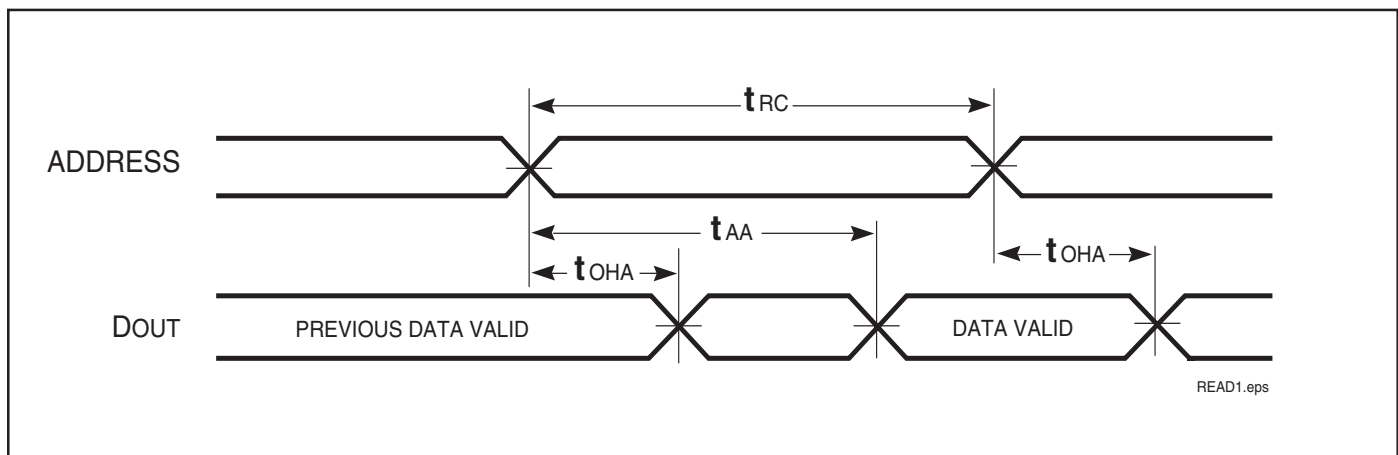 tRC
ADDRESS
tAA
tOHA
tOHA
DOUT
PREVIOUS DATA VALID
DATA VALID
READ1.eps